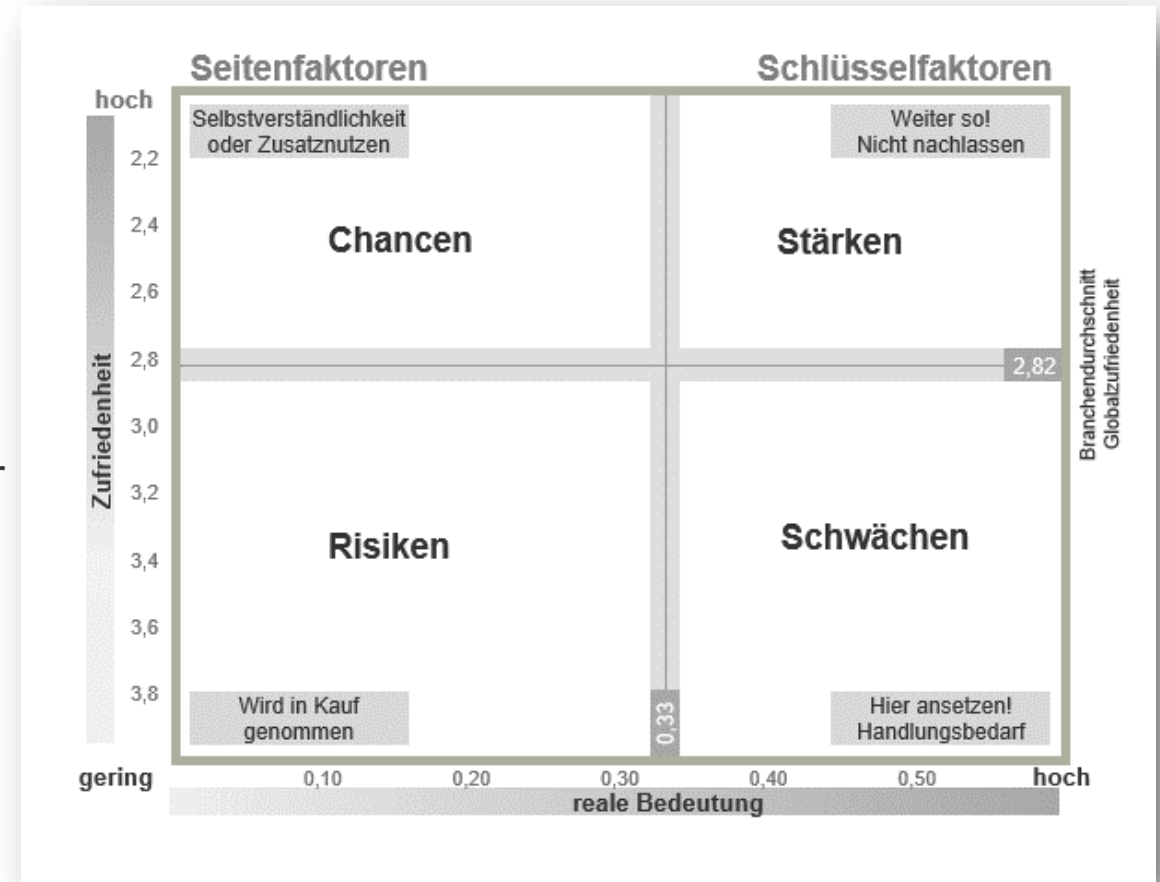 Seitenfaktoren
Schlüsselfaktoren
hoch
Selbstverständlichkeit
oder Zusatznutzen
Weiter so!
Nicht nachlassen
2,2
2,4
2,6
2,8
3,0
3,2
3,4
3,6
3,8
Zufriedenheit
Chancen
Stärken
2,82
Branchendurchschnitt
Globalzufriedenheit
Risiken
Schwächen
Wird in Kauf
genommen
0,33
Hier ansetzen!
Handlungsbedarf
gering
0,10
0,20
0,30
0,40
0,50
hoch
reale Bedeutung